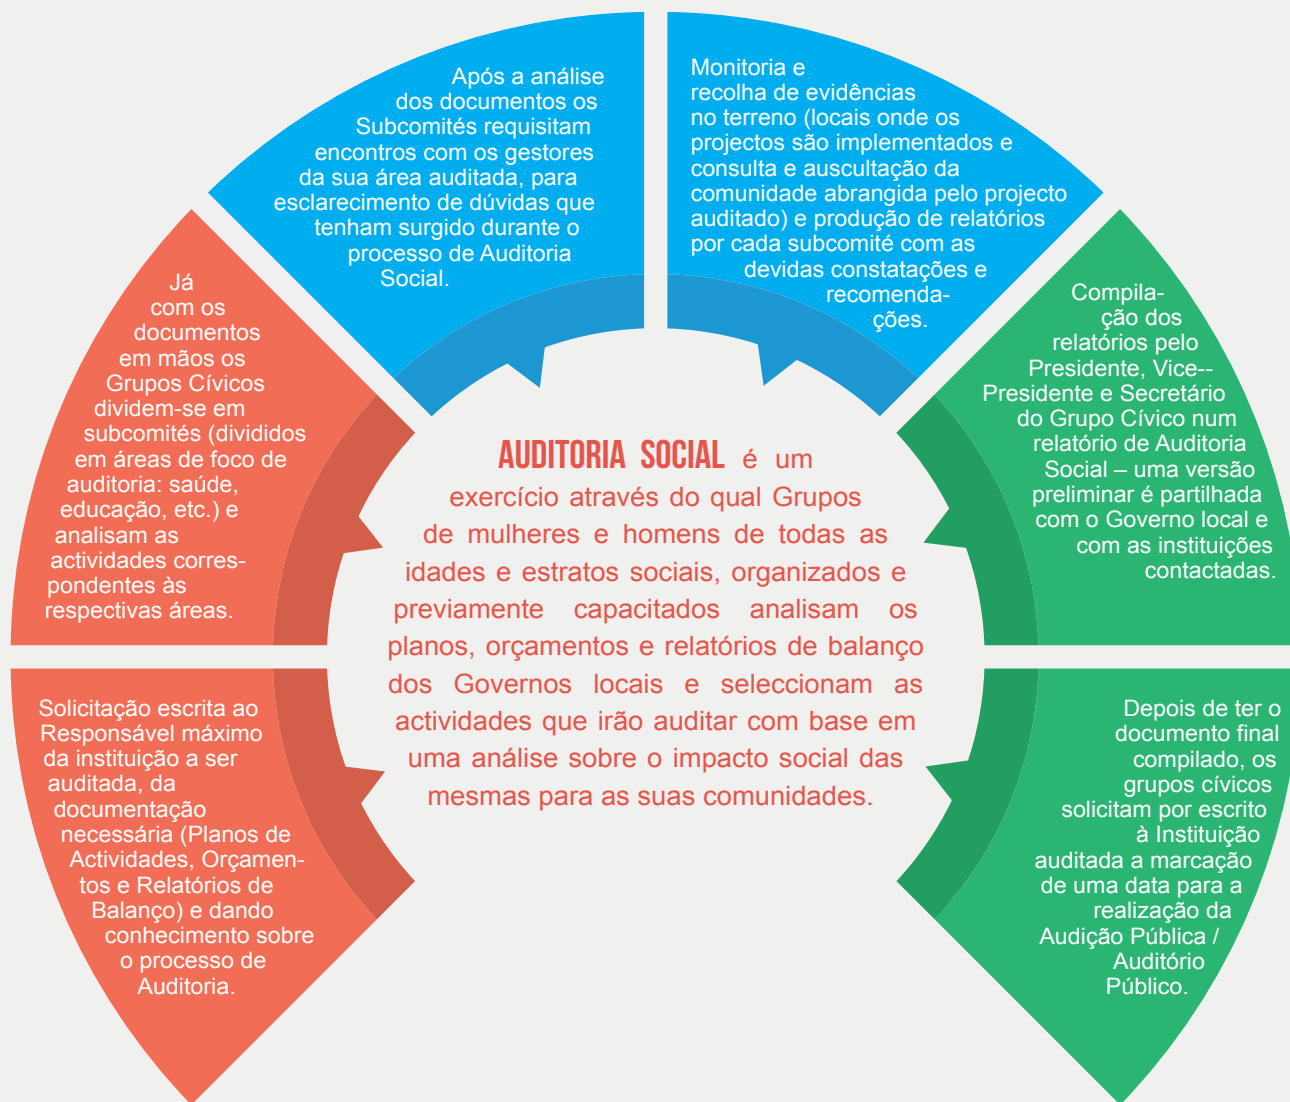 Solicitação escrita ao
Responsável máximo
da instituição a ser
auditada, da
documentação
necessária (Planos de
Actividades, Orçamen-
tos e Relatórios de
Balanço) e dando
conhecimento sobre
o processo de
Auditoria.
Já
com os
documentos
em mãos os
Grupos Cívicos
dividem-se em
subcomités (divididos
em áreas de foco de
auditoria: saúde,
educação, etc.) e
analisam as
actividades corres-
pondentes às
respectivas áreas.
Após a análise
dos documentos os
Subcomités requisitam
encontros com os gestores
da sua área auditada, para
esclarecimento de dúvidas que
tenham surgido durante o
processo de Auditoria
Social.
Monitoria e
recolha de evidências
no terreno (locais onde os
projectos são implementados e
consulta e auscultação da
comunidade abrangida pelo projecto
auditado) e produção de relatórios
por cada subcomité com as
devidas constatações e
recomenda-
ções.
Compila-
ção dos
relatórios pelo
Presidente, Vice--
Presidente e Secretário
do Grupo Cívico num
relatório de Auditoria
Social – uma versão
preliminar é partilhada
com o Governo local e
com as instituições
contactadas.
Depois de ter o
documento final
compilado, os
grupos cívicos
solicitam por escrito
à Instituição
auditada a marcação
de uma data para a
realização da
Audição Pública /
Auditório
Público.
AUDITORIA SOCIAL é um
exercício através do qual Grupos
de mulheres e homens de todas as
idades e estratos sociais, organizados e
previamente capacitados analisam os
planos, orçamentos e relatórios de balanço
dos Governos locais e seleccionam as
actividades que irão auditar com base em
uma análise sobre o impacto social das
mesmas para as suas comunidades.